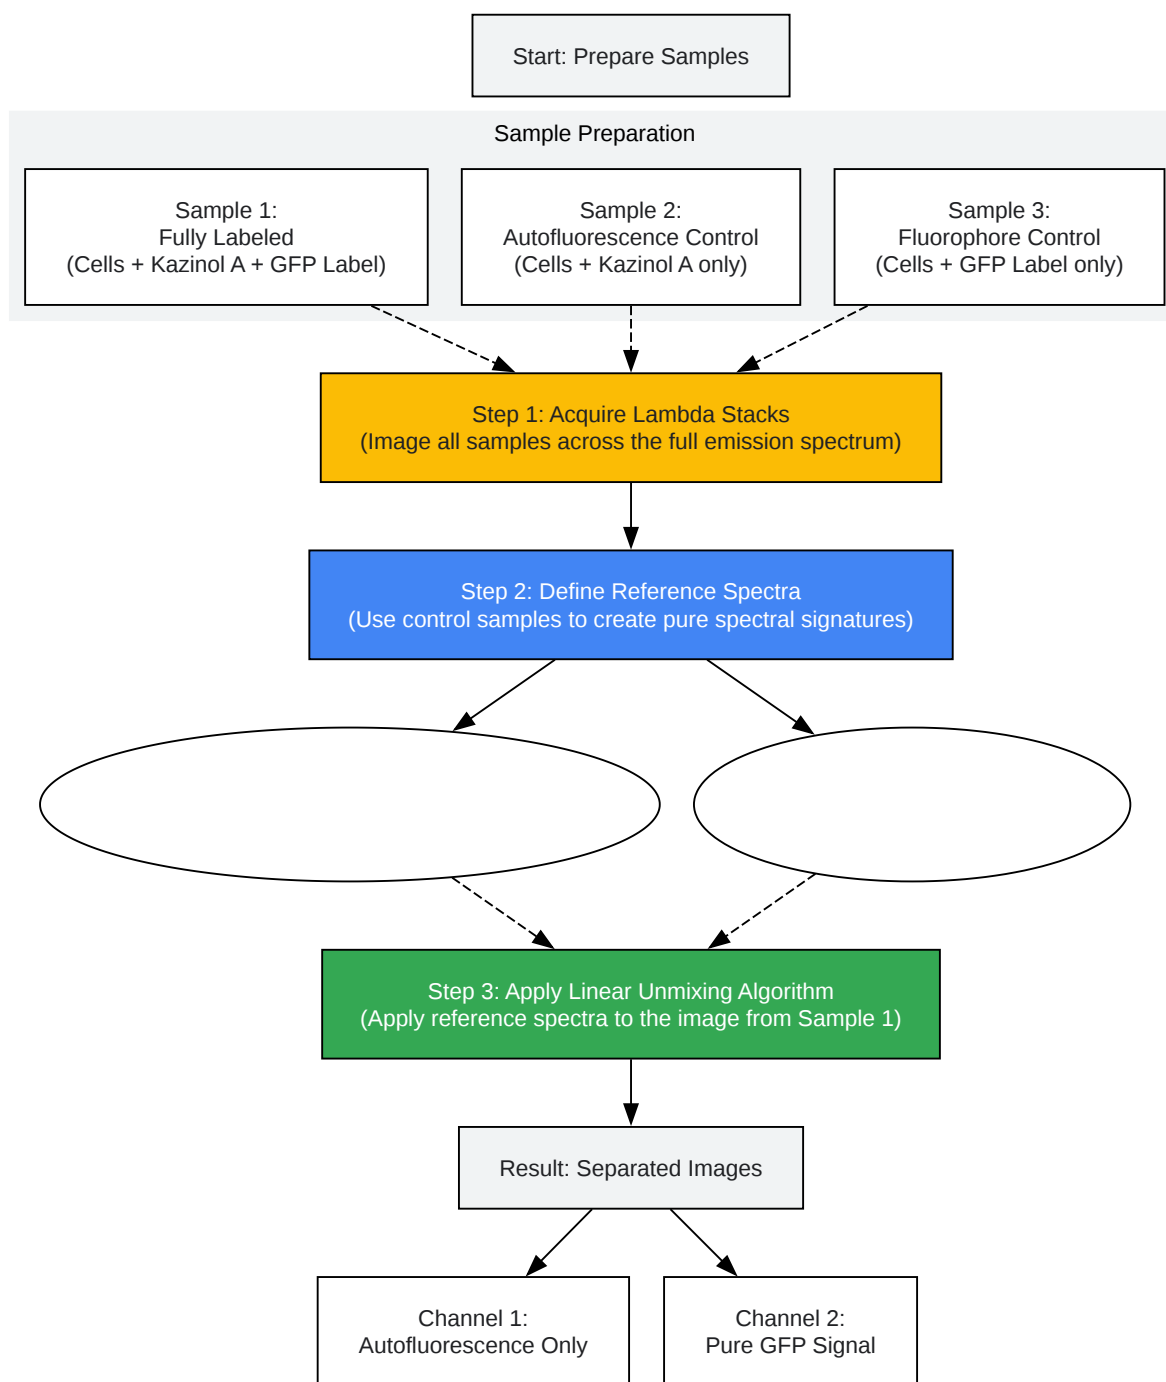 Start: Prepare Samples
Sample Preparation
Sample 1:
Fully Labeled
(Cells + Kazinol A + GFP Label)
Sample 2:
Autofluorescence Control
(Cells + Kazinol A only)
Sample 3:
Fluorophore Control
(Cells + GFP Label only)
Step 1: Acquire Lambda Stacks
(Image all samples across the full emission spectrum)
Step 2: Define Reference Spectra
(Use control samples to create pure spectral signatures)
Step 3: Apply Linear Unmixing Algorithm
(Apply reference spectra to the image from Sample 1)
Result: Separated Images
Channel 1:
Autofluorescence Only
Channel 2:
Pure GFP Signal